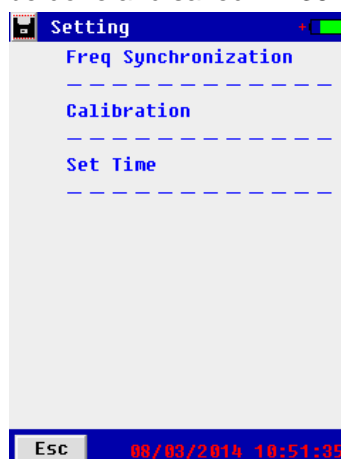 Setting
Freq Synchronization
Calibration
Set Time
Esc 08/03/2014 10:51:35